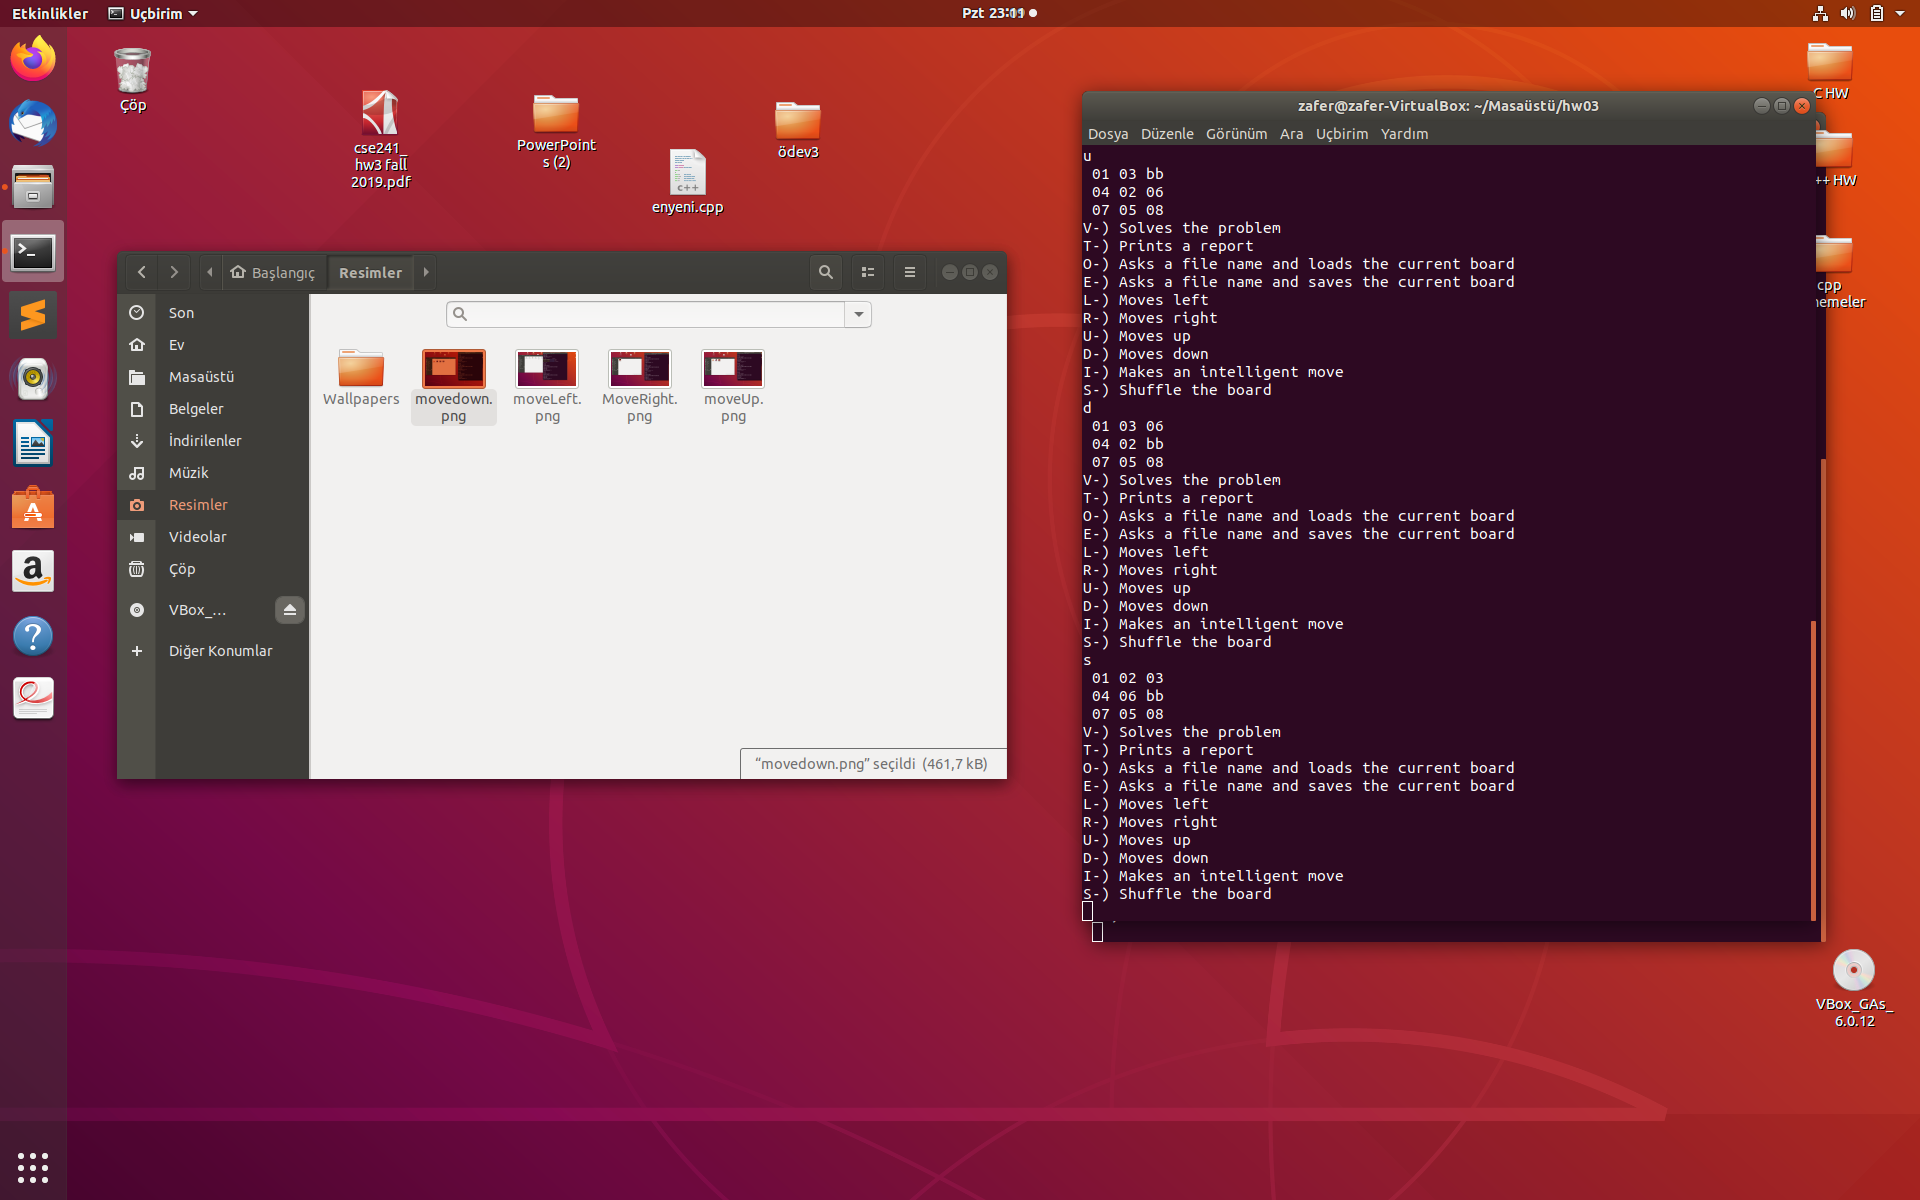 Etkinlikler
Uçbirim
Pzt 23:
Çöp
cse241_
hw3 fall
2019.pdf
PowerPoint
s (2)
enyeni.cpp
ödev3
C HW
++ HW
cpp
emeler
VBox_GAs_
6.0.12
Başlangıç
Resimler
Son
Ev
Masaüstü
Belgeler
İndirilenler
Müzik
Resimler
Videolar
Çöp
VBox_...
Diğer Konumlar
Wallpapers
movedown.
png
moveLeft.
png
MoveRight.
png
moveUp.
png
“movedown.png” seçildi (461,7 kB)
zafer@zafer-VirtualBox: ~/Masaüstü/hw03
Dosya Düzenle Görünüm Ara Uçbirim Yardım
u
01 03 bb
04 02 06
07 05 08
V-) Solves the problem
T-) Prints a report
O-) Asks a file name and loads the current board
E-) Asks a file name and saves the current board
L-) Moves left
R-) Moves right
U-) Moves up
D-) Moves down
I-) Makes an intelligent move
S-) Shuffle the board
d
01 03 06
04 02 bb
07 05 08
V-) Solves the problem
T-) Prints a report
O-) Asks a file name and loads the current board
E-) Asks a file name and saves the current board
L-) Moves left
R-) Moves right
U-) Moves up
D-) Moves down
I-) Makes an intelligent move
S-) Shuffle the board
s
01 02 03
04 06 bb
07 05 08
V-) Solves the problem
T-) Prints a report
O-) Asks a file name and loads the current board
E-) Asks a file name and saves the current board
L-) Moves left
R-) Moves right
U-) Moves up
D-) Moves down
I-) Makes an intelligent move
S-) Shuffle the board